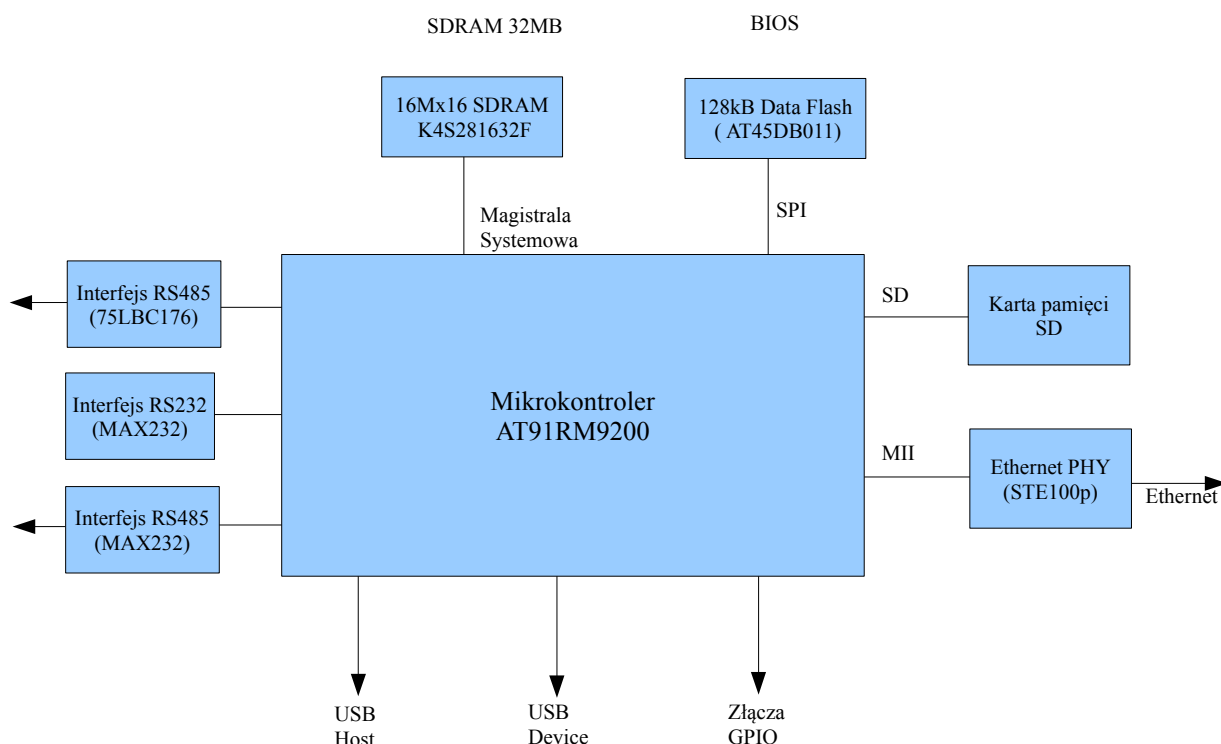 SDRAM 32MB
BIOS
16Mx16 SDRAM
K4S281632F
128kB Data Flash
( AT45DB011)
Magistrala
Systemowa
SPI
Interfejs RS485
(75LBC176)
SD
Karta pamięci
SD
Interfejs RS232
(MAX232)
Mikrokontroler
AT91RM9200
MII
Ethernet PHY
(STE100p)
Ethernet
Interfejs RS485
(MAX232)
USB
Host
USB
Device
Złącza
GPIO